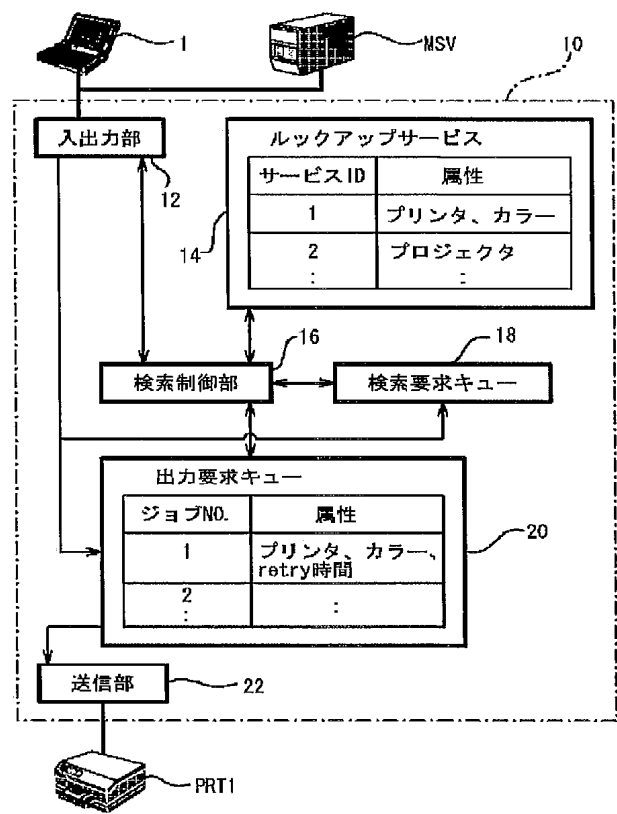 1
MSV
10
入出力部
12
ルックアップサービス
サービスID 属性
1 プリンタ、カラー
2 プロジェクタ
: :
14
16
18
検索制御部
検索要求キュー
出力要求キュー
ジョブNO. 属性
1 プリンタ、カラー、
retry時間
2 :
:
20
送信部
22
PRT1